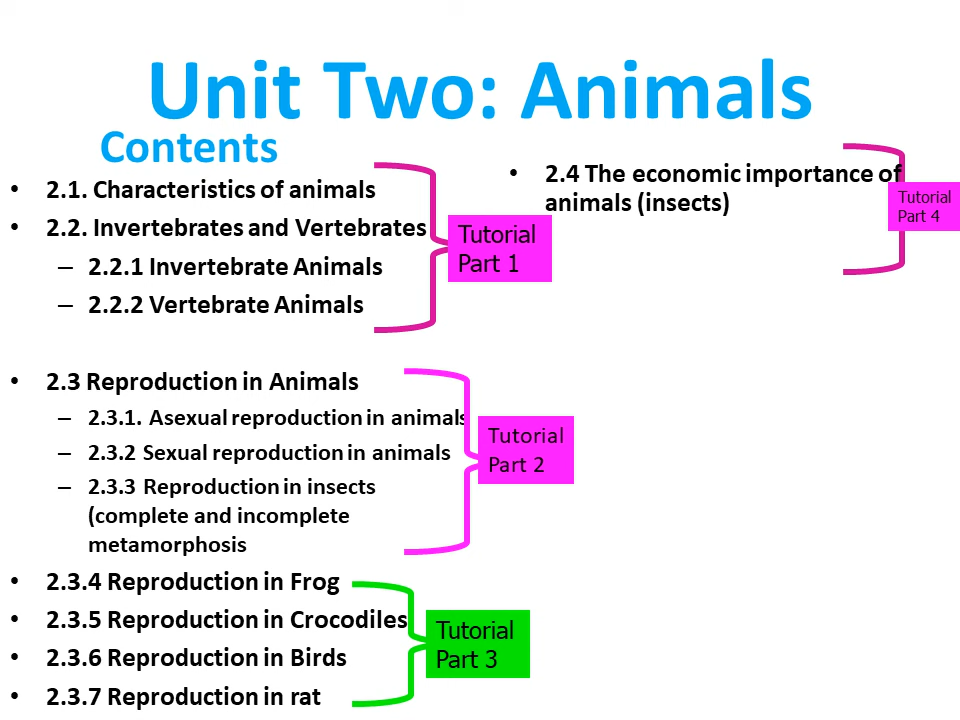 Unit Two: Animals
Contents
• 2.1. Characteristics of animals
• 2.2. Invertebrates and Vertebrates
– 2.2.1 Invertebrate Animals
– 2.2.2 Vertebrate Animals
Tutorial
Part 1
• 2.3 Reproduction in Animals
– 2.3.1. Asexual reproduction in animals
– 2.3.2 Sexual reproduction in animals
– 2.3.3 Reproduction in insects
(complete and incomplete
metamorphosis
Tutorial
Part 2
• 2.3.4 Reproduction in Frog
• 2.3.5 Reproduction in Crocodiles
• 2.3.6 Reproduction in Birds
• 2.3.7 Reproduction in rat
Tutorial
Part 3
• 2.4 The economic importance of
animals (insects)
Tutorial
Part 4